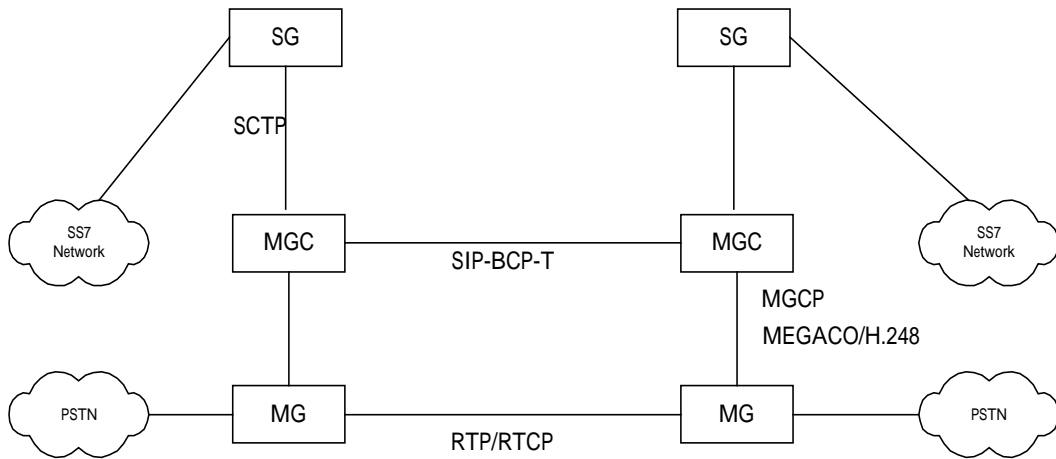 SG
SG
SCTP
SS7
Network
MGC
SIP-BCP-T
MGC
SS7
Network
MGCP
MEGACO/H.248
PSTN
MG
RTP/RTCP
MG
PSTN